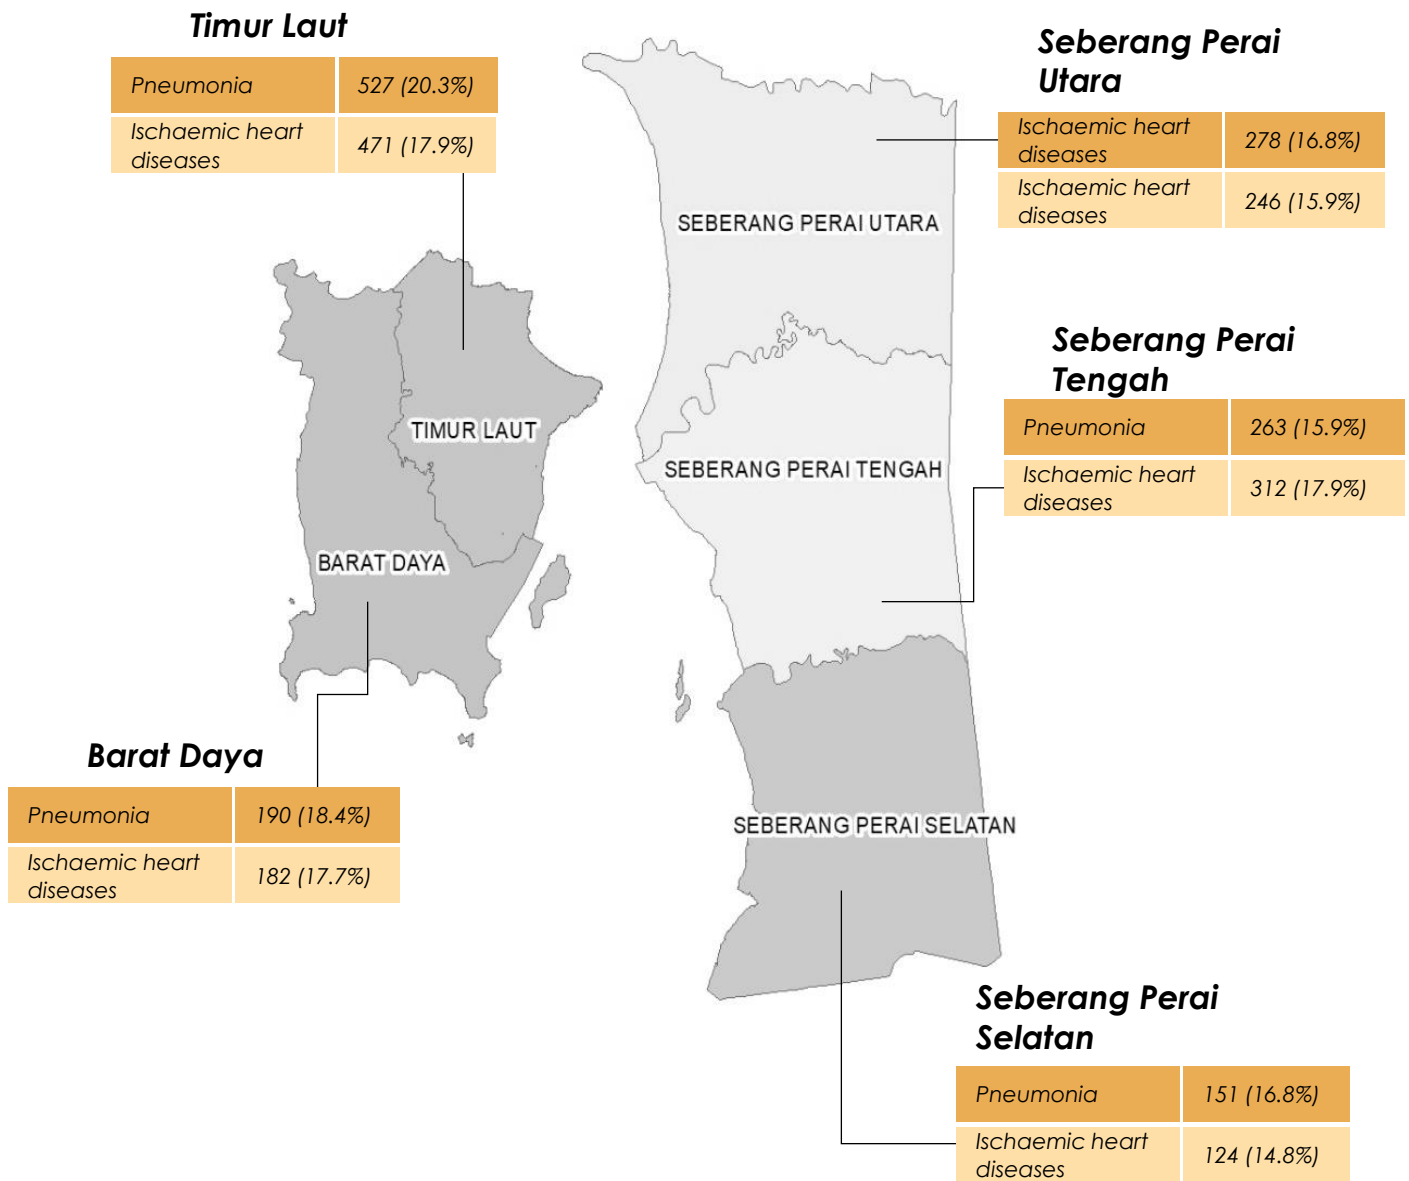 Timur Laut
Pneumonia 527 (20.3%)
Ischaemic heart
diseases 471 (17.9%)
Seberang Perai
Utara
Ischaemic heart
diseases 278 (16.8%)
Ischaemic heart
diseases 246 (15.9%)
SEBERANG PERAI UTARA
Seberang Perai
Tengah
Pneumonia 263 (15.9%)
Ischaemic heart
diseases 312 (17.9%)
TIMUR LAUT
SEBERANG PERAI TENGAH
BARAT DAYA
Barat Daya
Pneumonia 190 (18.4%)
Ischaemic heart
diseases 182 (17.7%)
SEBERANG PERAI SELATAN
Seberang Perai
Selatan
Pneumonia 151 (16.8%)
Ischaemic heart
diseases 124 (14.8%)